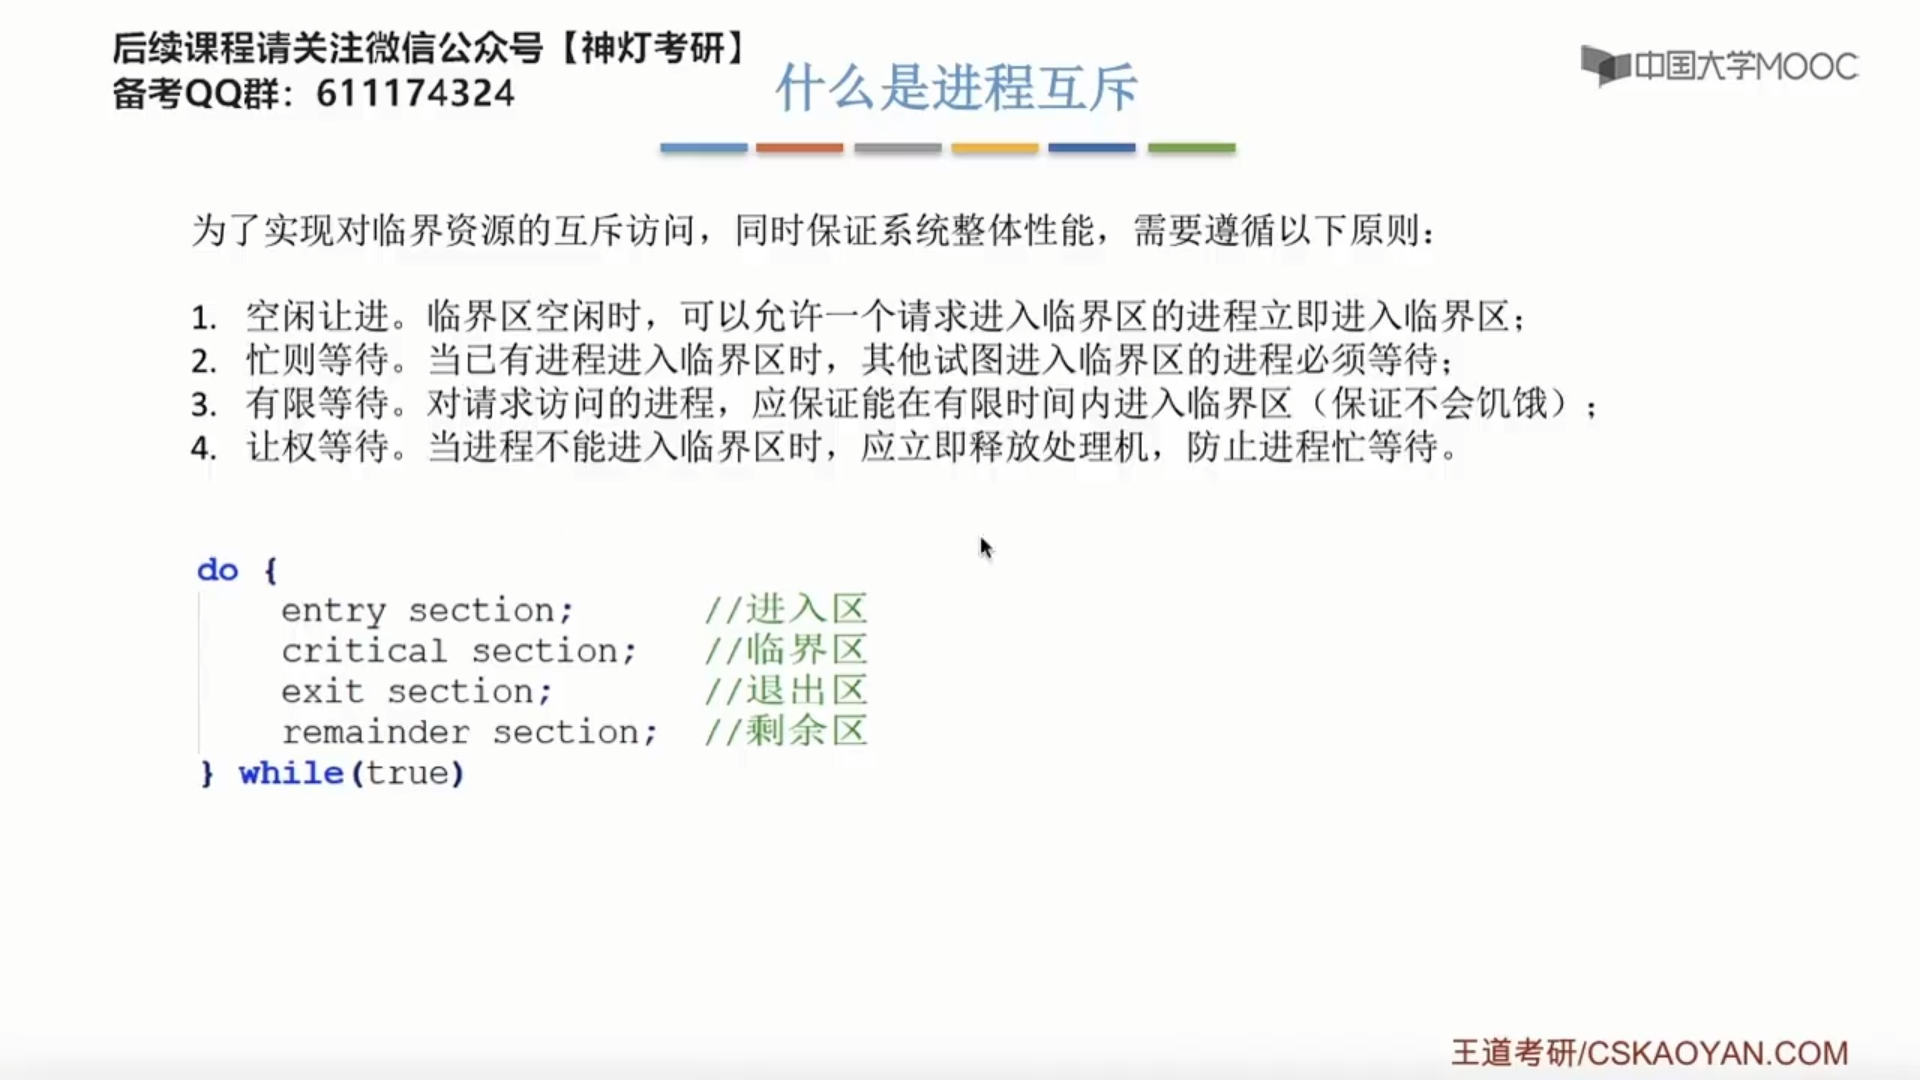 后续课程请关注微信公众号【神灯考研】
备考QQ群：611174324
什么是进程互斥
中国大学MOOC
为了实现对临界资源的互斥访问，同时保证系统整体性能，需要遵循以下原则：
1. 空闲让进。临界区空闲时，可以允许一个请求进入临界区的进程立即进入临界区；
2. 忙则等待。当已有进程进入临界区时，其他试图进入临界区的进程必须等待；
3. 有限等待。对请求访问的进程，应保证能在有限时间内进入临界区（保证不会饥饿）；
4. 让权等待。当进程不能进入临界区时，应立即释放处理机，防止进程忙等待。
do {
entry section; //进入区
critical section; //临界区
exit section; //退出区
remainder section; //剩余区
} while(true)
王道考研/CSKAOYAN.COM